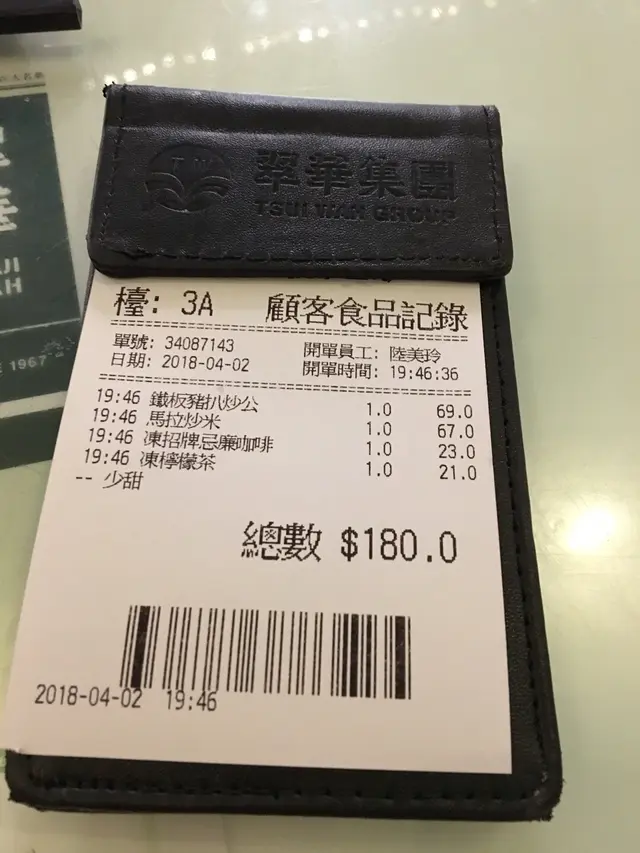 翠華集團
TSUI WAH GROUP
檯: 3A 顧客食品記錄
單號: 34087143 開單員工: 陸美玲
日期: 2018-04-02 開單時間: 19:46:36
19:46 鐵板豬扒炒公 1.0 69.0
19:46 馬拉炒米 1.0 67.0
19:46 凍招牌忌廉咖啡 1.0 23.0
19:46 凍檸檬茶 1.0 21.0
-- 少甜
總數 $180.0
2018-04-02 19:46
1967